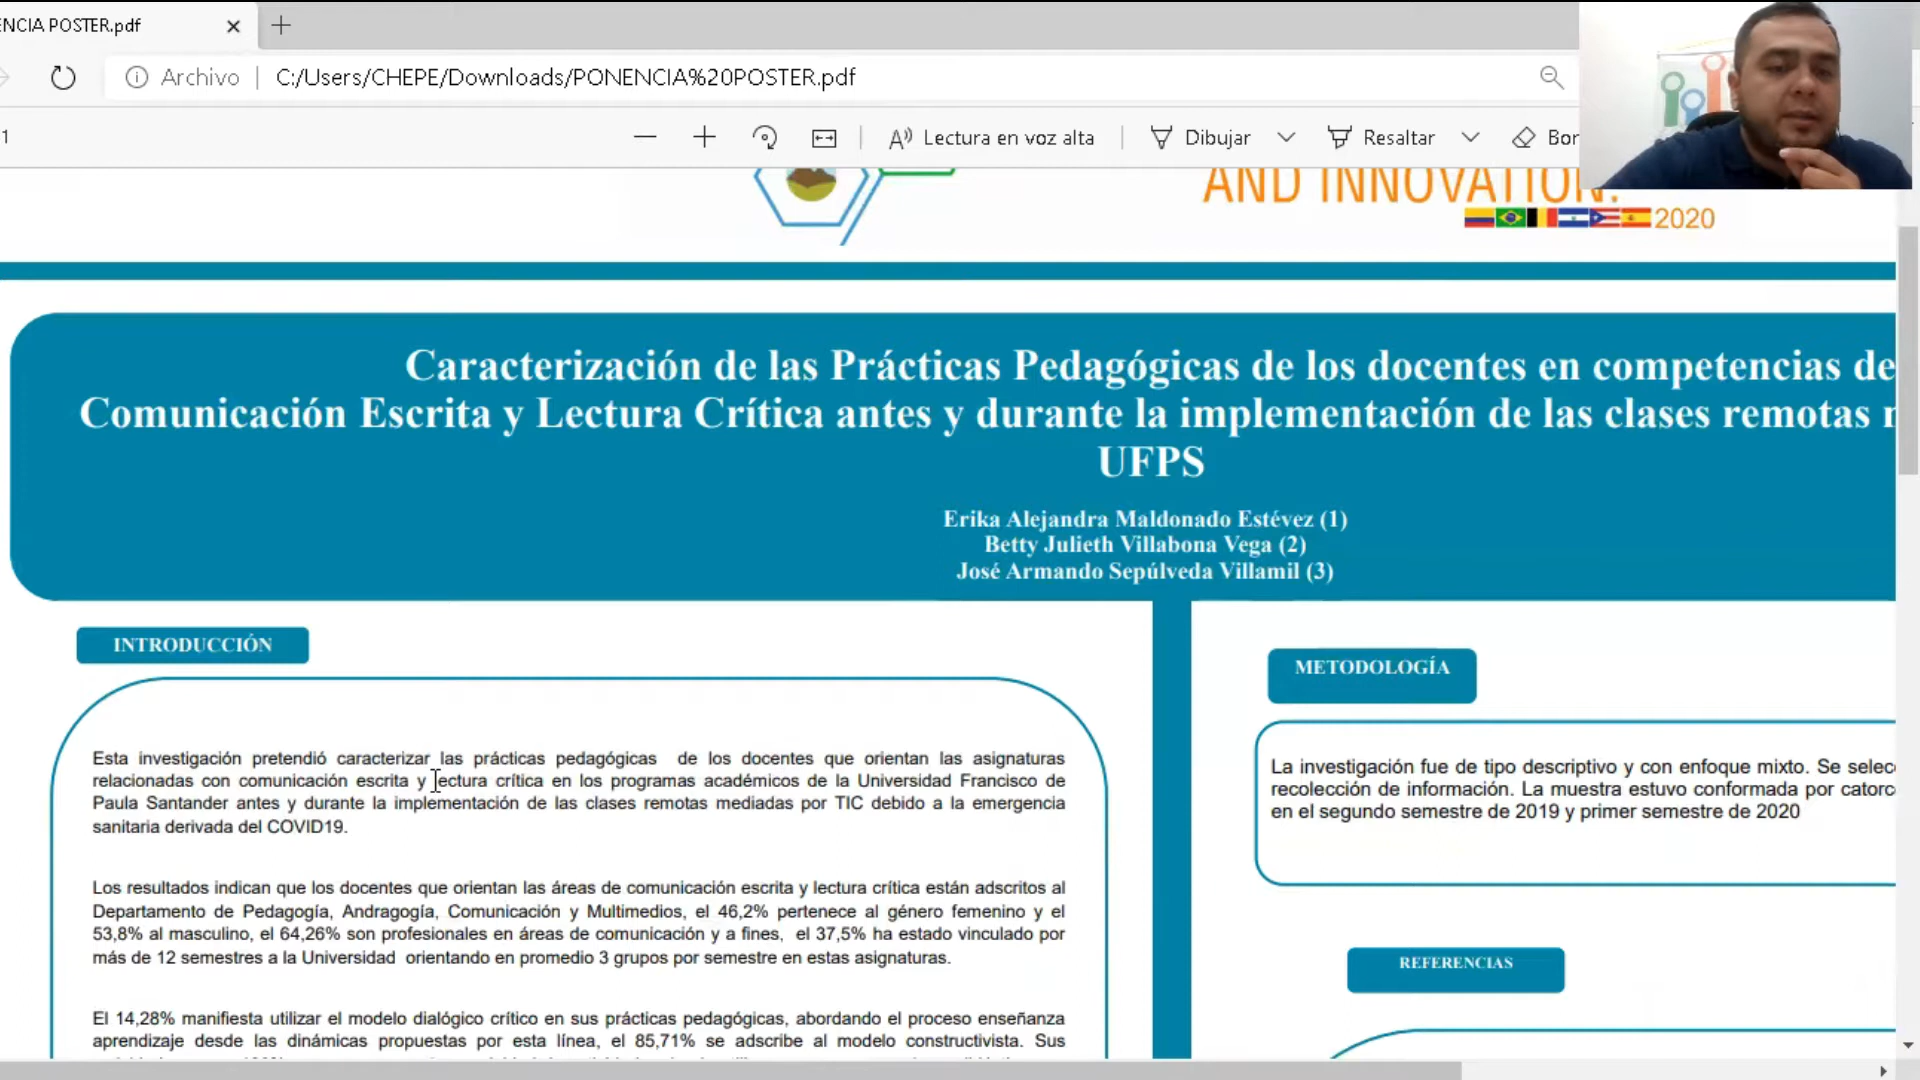 ENCIA POSTER.pdf
Archivo
C:/Users/CHEPE/Downloads/PONENCIA%20POSTER.pdf
1
Lectura en voz alta
Dibujar
Resaltar
Bor
AND INNOVATION.
2020
Caracterización de las Prácticas Pedagógicas de los docentes en competencias de
Comunicación Escrita y Lectura Crítica antes y durante la implementación de las clases remotas
UFPS
Erika Alejandra Maldonado Estévez (1)
Betty Julieth Villabona Vega (2)
José Armando Sepúlveda Villamil (3)
INTRODUCCIÓN
Esta investigación pretendió caracterizar las prácticas pedagógicas de los docentes que orientan las asignaturas
relacionadas con comunicación escrita y lectura crítica en los programas académicos de la Universidad Francisco de
Paula Santander antes y durante la implementación de las clases remotas mediadas por TIC debido a la emergencia
sanitaria derivada del COVID19.
Los resultados indican que los docentes que orientan las áreas de comunicación escrita y lectura crítica están adscritos al
Departamento de Pedagogía, Andragogía, Comunicación y Multimedios, el 46,2% pertenece al género femenino y el
53,8% al masculino, el 64,26% son profesionales en áreas de comunicación y a fines, el 37,5% ha estado vinculado por
más de 12 semestres a la Universidad orientando en promedio 3 grupos por semestre en estas asignaturas.
El 14,28% manifiesta utilizar el modelo dialógico crítico en sus prácticas pedagógicas, abordando el proceso enseñanza
aprendizaje desde las dinámicas propuestas por esta línea, el 85,71% se adscribe al modelo constructivista. Sus
METODOLOGÍA
La investigación fue de tipo descriptivo y con enfoque mixto. Se selec
recolección de información. La muestra estuvo conformada por catorc
en el segundo semestre de 2019 y primer semestre de 2020
REFERENCIAS